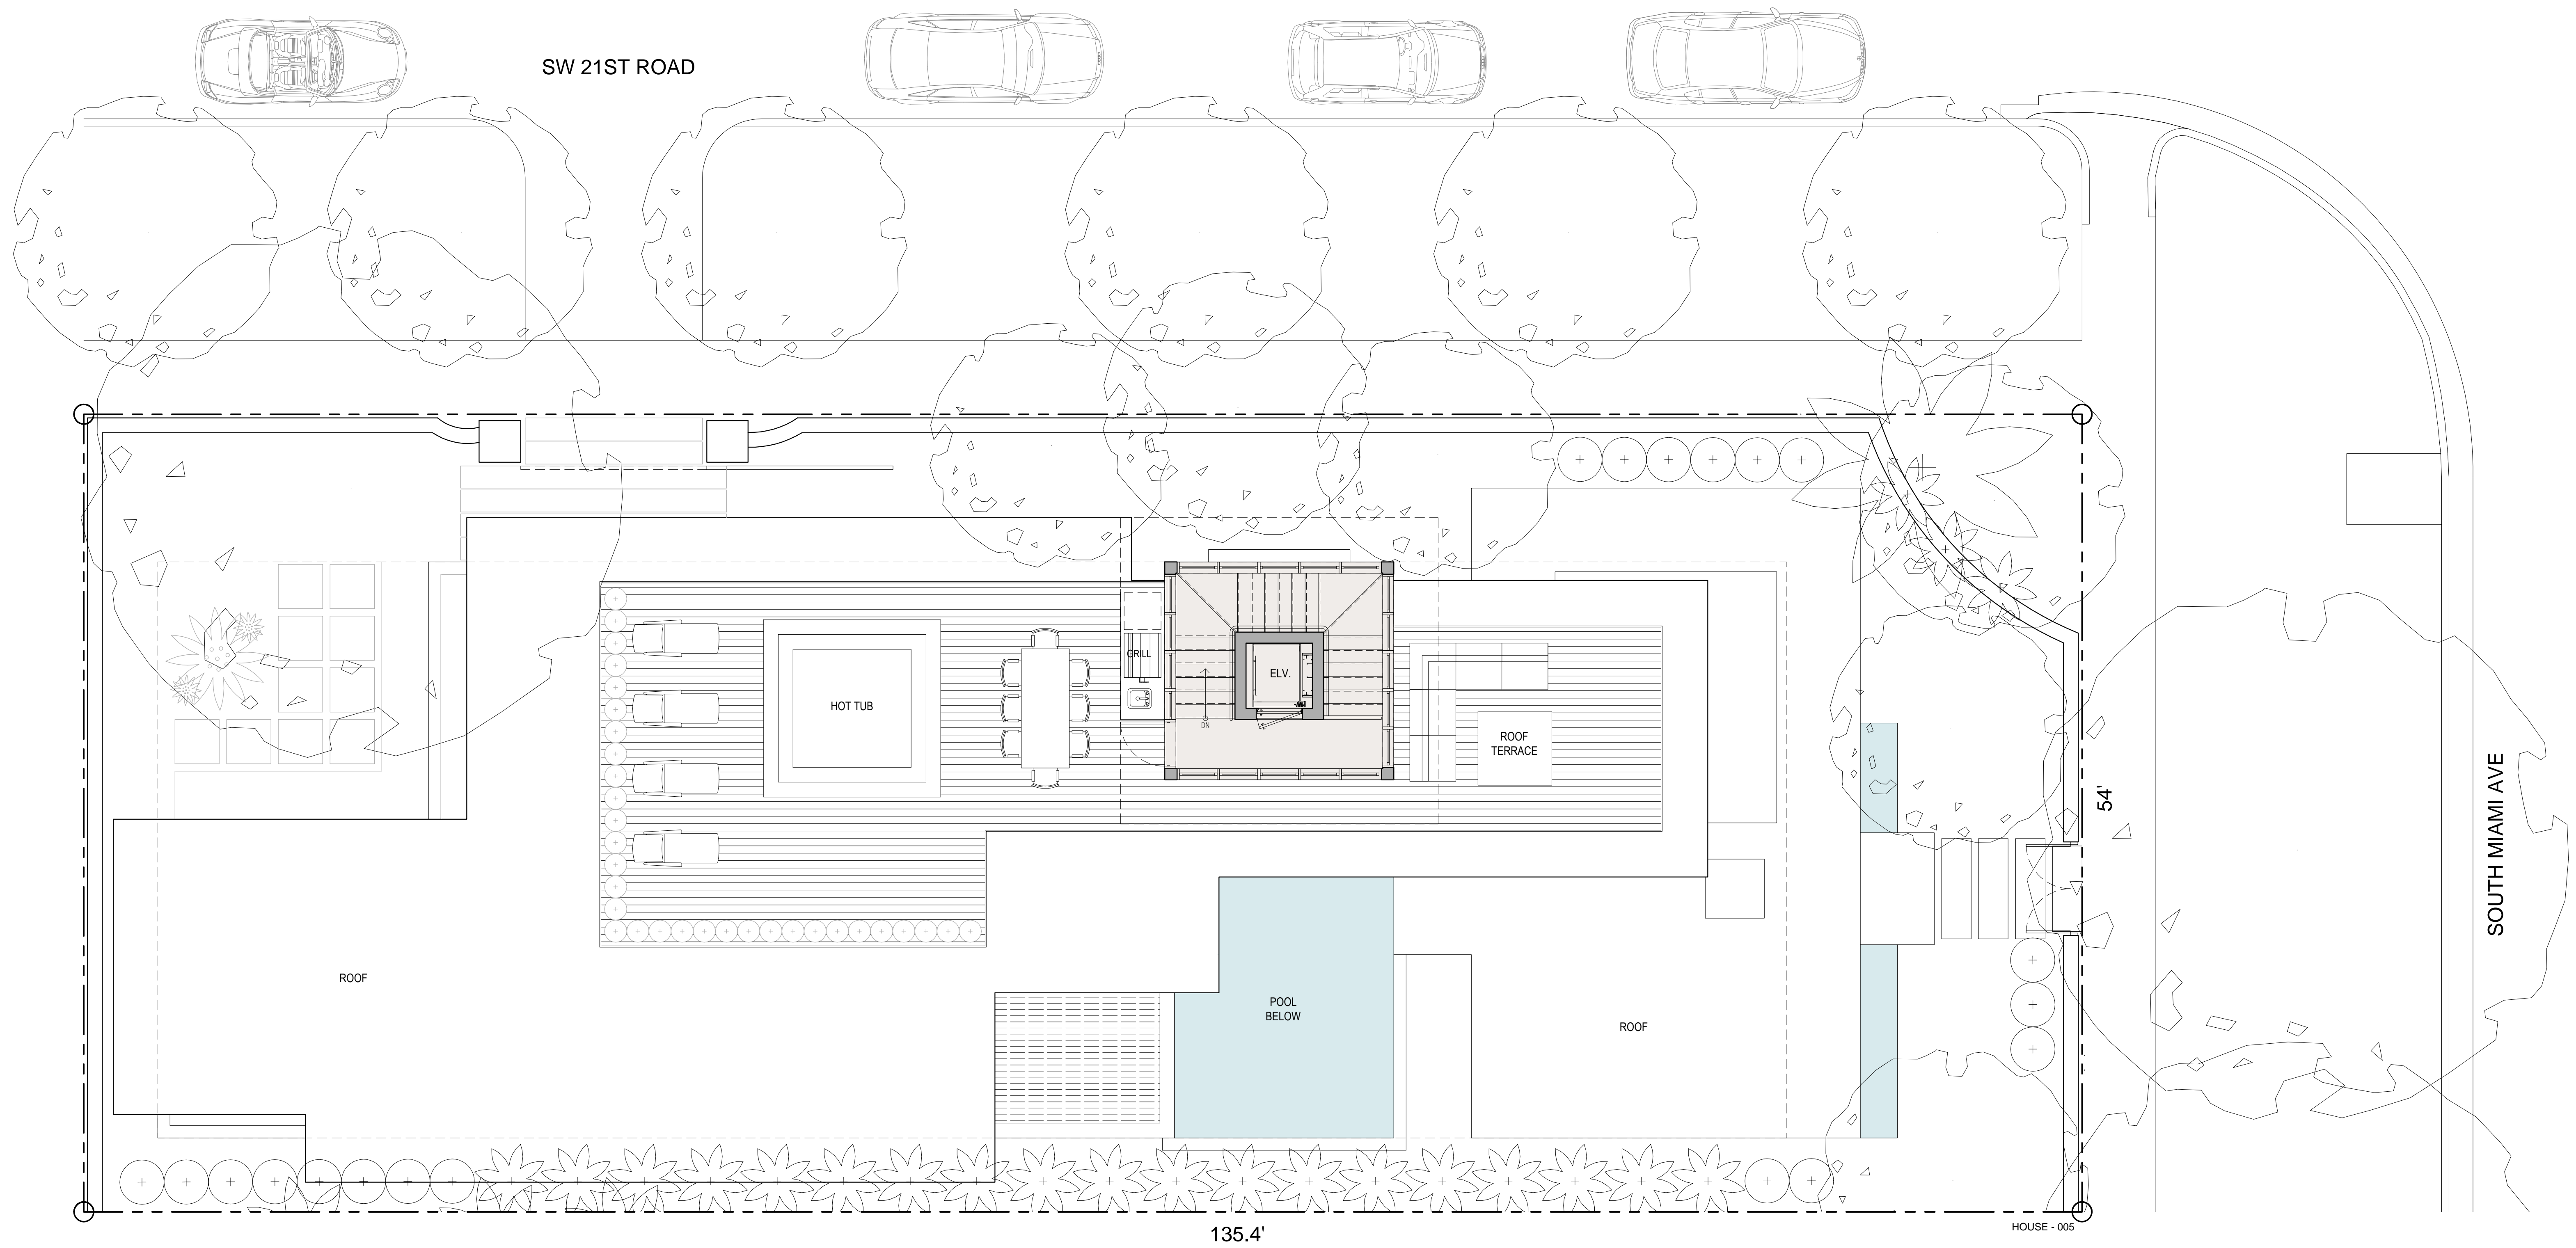 SW 21ST ROAD
GRILL
ELV.
HOT TUB
DN
ROOF
TERRACE
54'
SOUTH MIAMI AVE
ROOF
POOL
BELOW
ROOF
HOUSE - 005
135.4'